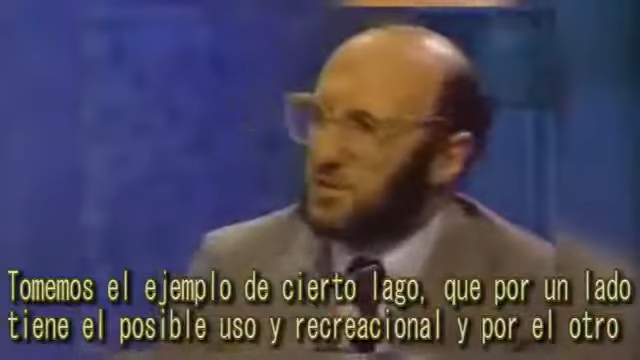 Tomemos el ejemplo de cierto lago, que por un lado
tiene el posible uso y recreacional y por el otro